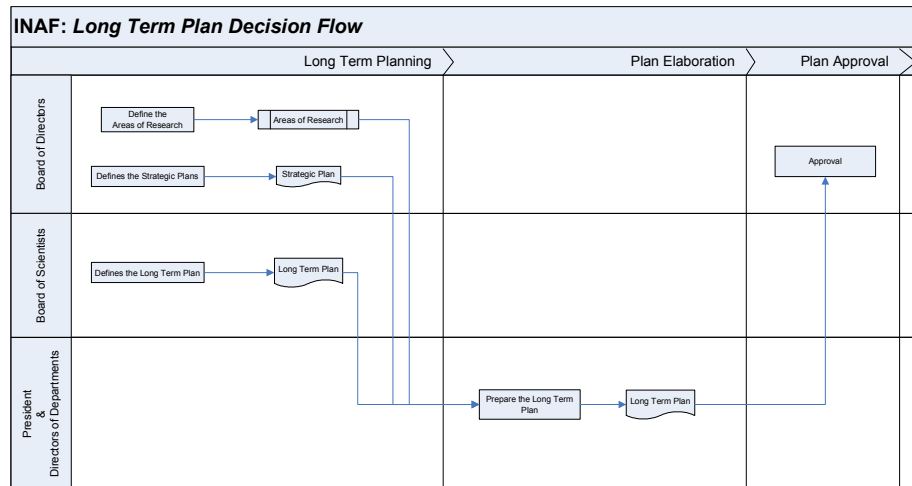 INAF: Long Term Plan Decision Flow
Long Term Planning
Plan Elaboration
Plan Approval
Board of Directors
Define the
Areas of Research
Areas of Research
Defines the Strategic Plans
Strategic Plan
Approval
Board of Scientists
Defines the Long Term Plan
Long Term Plan
President
&
Directors of Departments
Prepare the Long Term
Plan
Long Term Plan